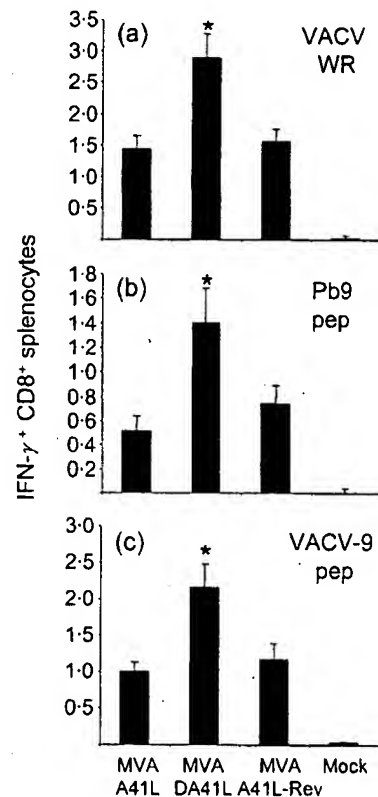 IFN-γ⁺ CD8⁺ splenocytes
(a)
VACV
WR
3·5
3·0
2·5
2·0
1·5
1·0
0·5
*
(b)
Pb9
pep
1·8
1·6
1·4
1·2
1·0
0·8
0·6
0·4
0·2
*
(c)
VACV-9
pep
3·0
2·5
2·0
1·5
1·0
0·5
*
MVA MVA MVA Mock
A41L DA41L A41L-Rev